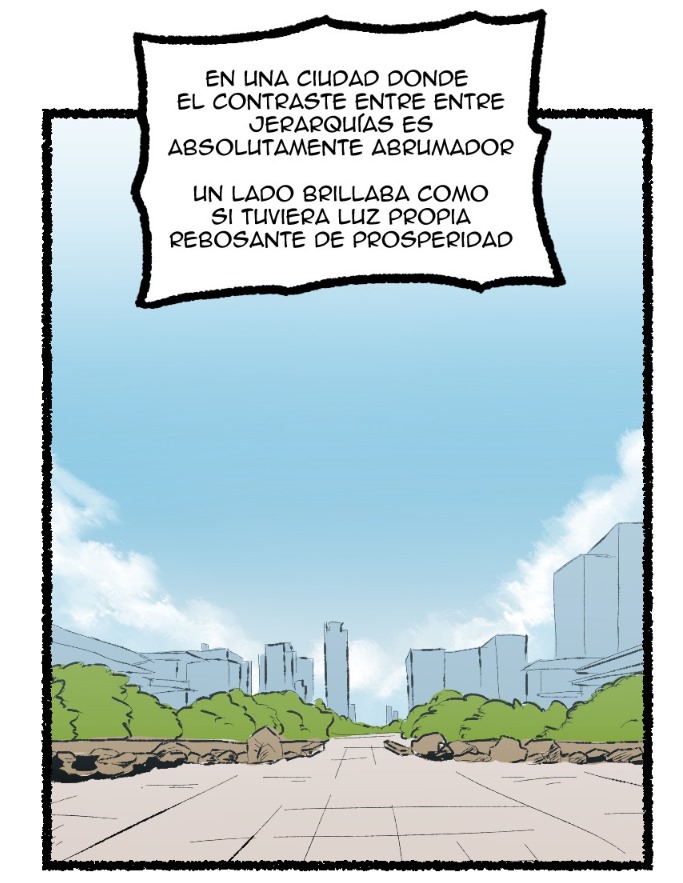 EN UNA CIUDAD DONDE
EL CONTRASTE ENTRE ENTRE
JERARQUÍAS ES
ABSOLUTAMENTE ABRUMADOR
UN LADO BRILLABA COMO
SI TUVIERA LUZ PROPIA
REBOSANTE DE PROSPERIDAD